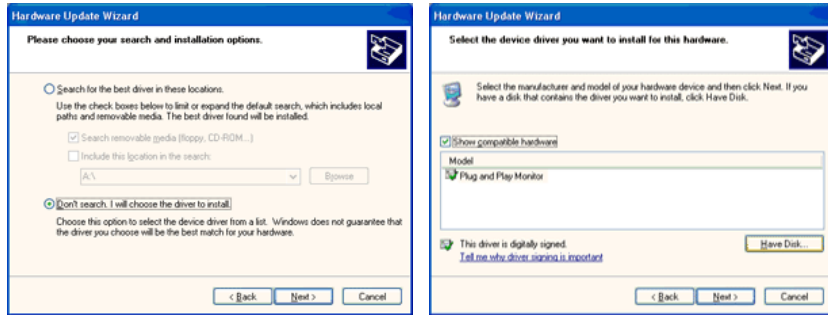 Hardware Update Wizard
Please choose your search and installation options.
Search for the best driver in these locations.
Use the check boxes below to limit or expand the default search, which includes local
paths and removable media. The best driver found will be installed.
Search removable media (floppy, CD-ROM...)
Include this location in the search:
A:\
Browse
Don't search. I will choose the driver to install.
Choose this option to select the device driver from a list. Windows does not guarantee that
the driver you choose will be the best match for your hardware.
< Back
Next >
Cancel
Hardware Update Wizard
Select the device driver you want to install for this hardware.
Select the manufacturer and model of your hardware device and then click Next. If you
have a disk that contains the driver you want to install, click Have Disk.
Show compatible hardware
Model
Plug and Play Monitor
This driver is digitally signed.
Have Disk...
Tell me why driver signing is important
< Back
Next >
Cancel